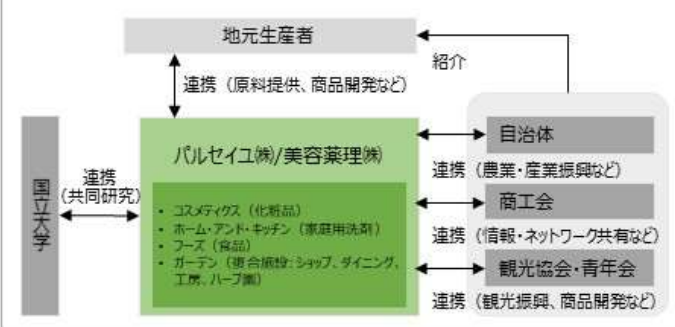 地元生産者
紹介
連携（原料提供、商品開発など）
国立大学
連携
（共同研究）
パルセイユ㈱/美容薬理㈱
• コスメティクス（化粧品）
• ホーム・アンド・キッチン（家庭用洗剤）
• フーズ（食品）
• ガーデン（複合施設：ショップ、ダイニング、
工房、ハーブ園）
自治体
連携（農業・産業振興など）
商工会
連携（情報・ネットワーク共有など）
観光協会・青年会
連携（観光振興、商品開発など）